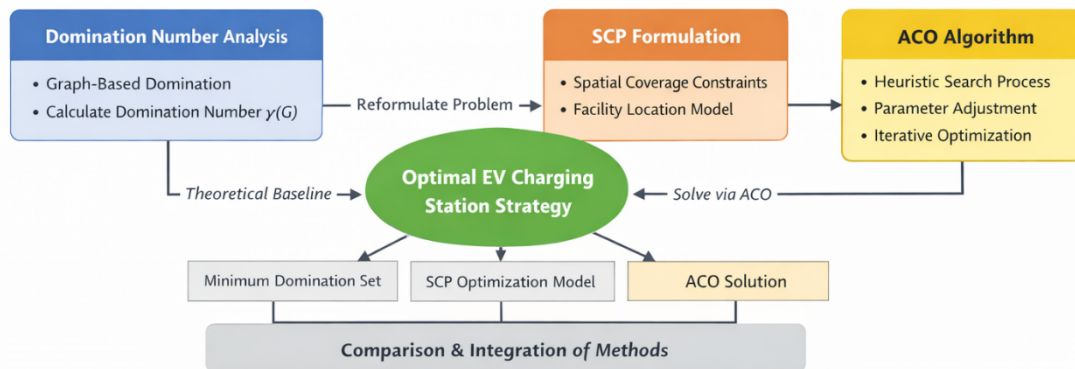 Domination Number Analysis
• Graph-Based Domination
• Calculate Domination Number γ(G)
Reformulate Problem
SCP Formulation
• Spatial Coverage Constraints
• Facility Location Model
ACO Algorithm
• Heuristic Search Process
• Parameter Adjustment
• Iterative Optimization
Theoretical Baseline
Optimal EV Charging
Station Strategy
Solve via ACO
Minimum Domination Set
SCP Optimization Model
ACO Solution
Comparison & Integration of Methods